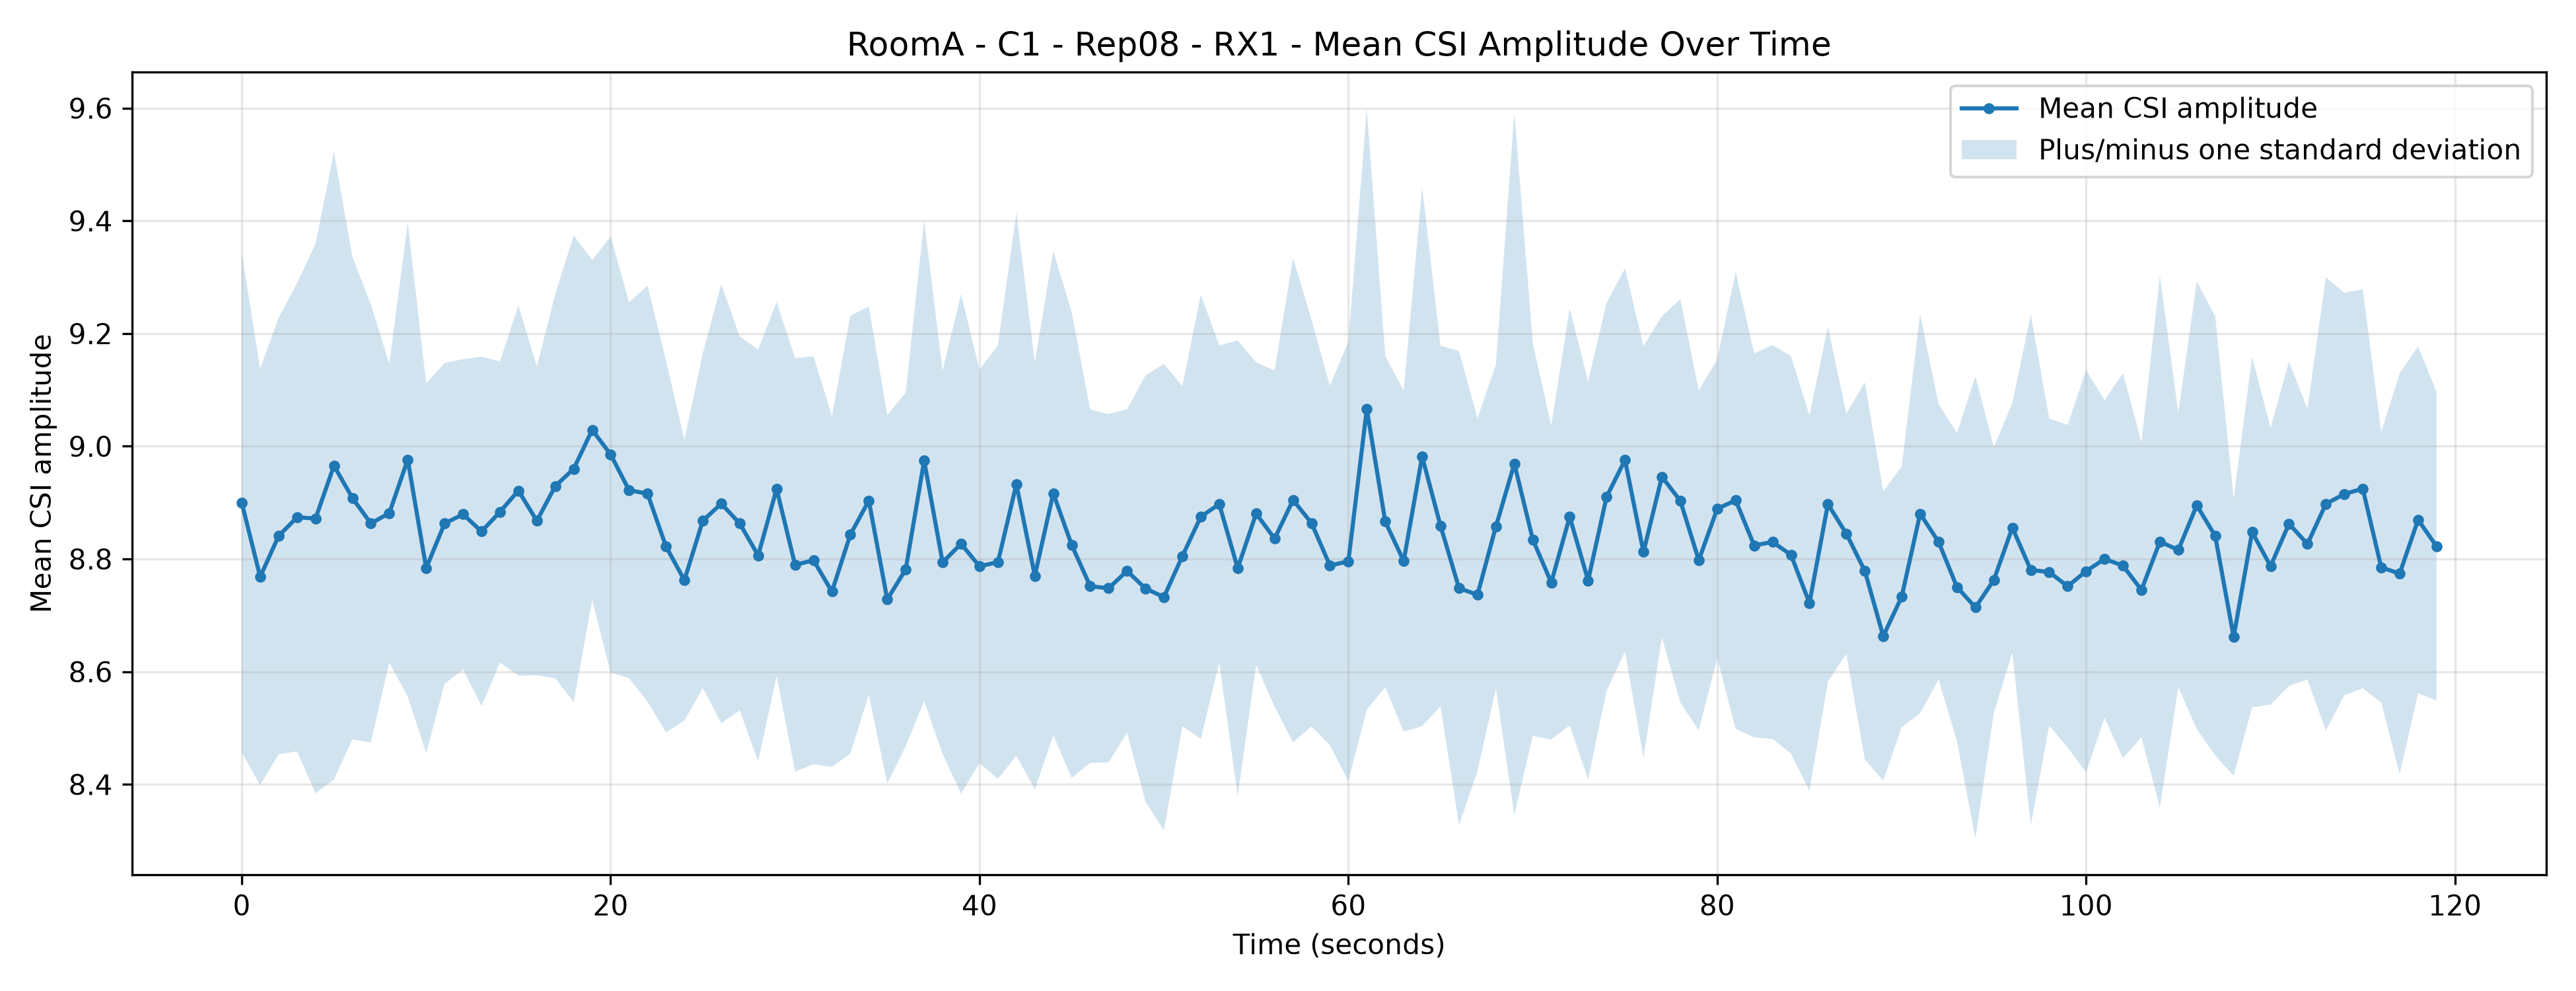 RoomA - C1 - Rep08 - RX1 - Mean CSI Amplitude Over Time
Mean CSI amplitude
Plus/minus one standard deviation
9.6
9.4
9.2
9.0
8.8
8.6
8.4
Mean CSI amplitude
0 20 40 60 80 100 120
Time (seconds)